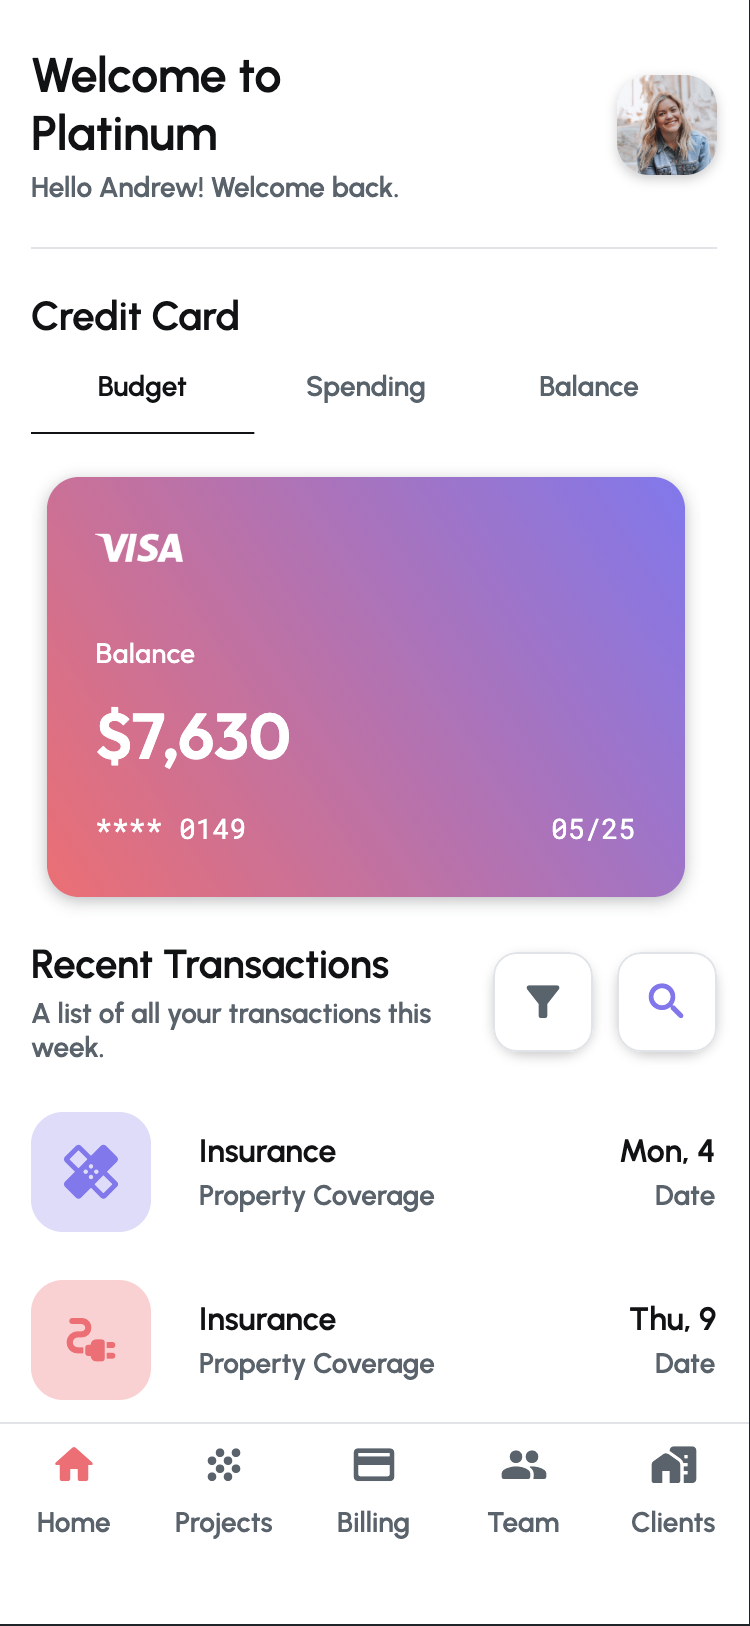 Welcome to
Platinum
Hello Andrew! Welcome back.
Credit Card
Budget Spending Balance
VISA
Balance
$7,630
**** 0149 05/25
Recent Transactions
A list of all your transactions this
week.
Insurance Mon, 4
Property Coverage Date
Insurance Thu, 9
Property Coverage Date
Home Projects Billing Team Clients